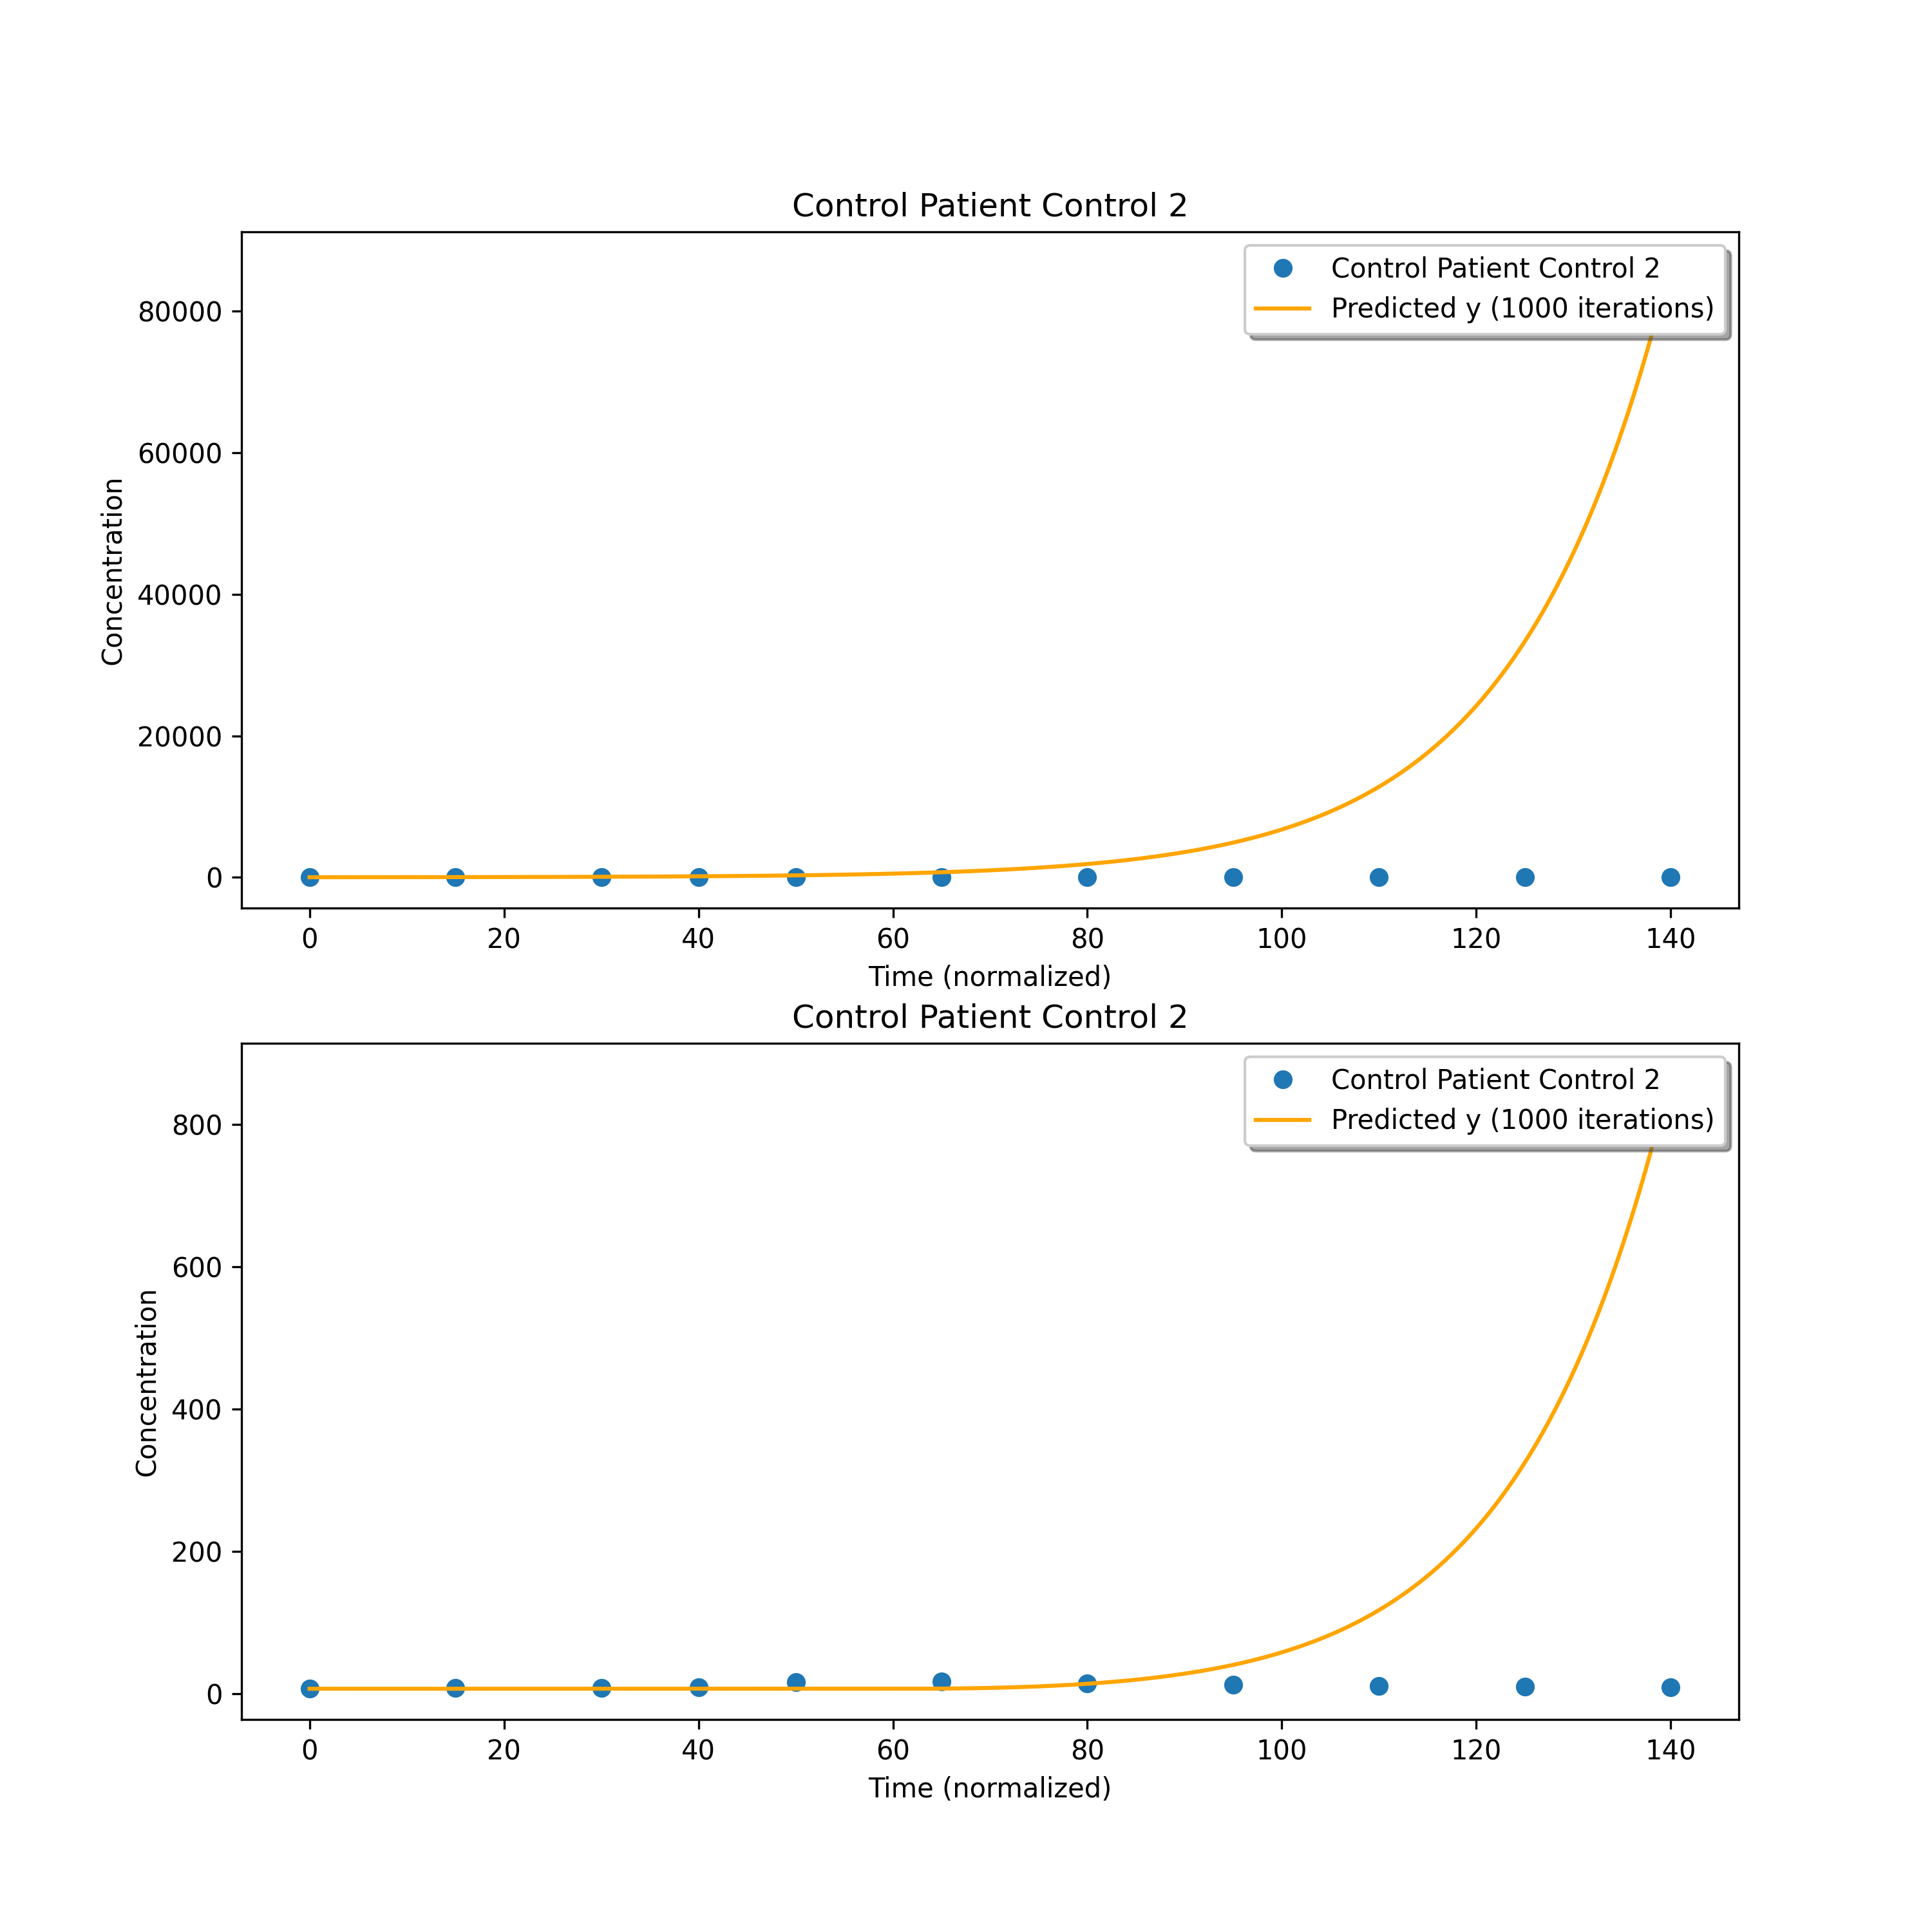 Control Patient Control 2
Control Patient Control 2
Predicted y (1000 iterations)
80000
60000
40000
20000
0
Concentration
0 20 40 60 80 100 120 140
Time (normalized)
Control Patient Control 2
Control Patient Control 2
Predicted y (1000 iterations)
800
600
400
200
0
Concentration
0 20 40 60 80 100 120 140
Time (normalized)